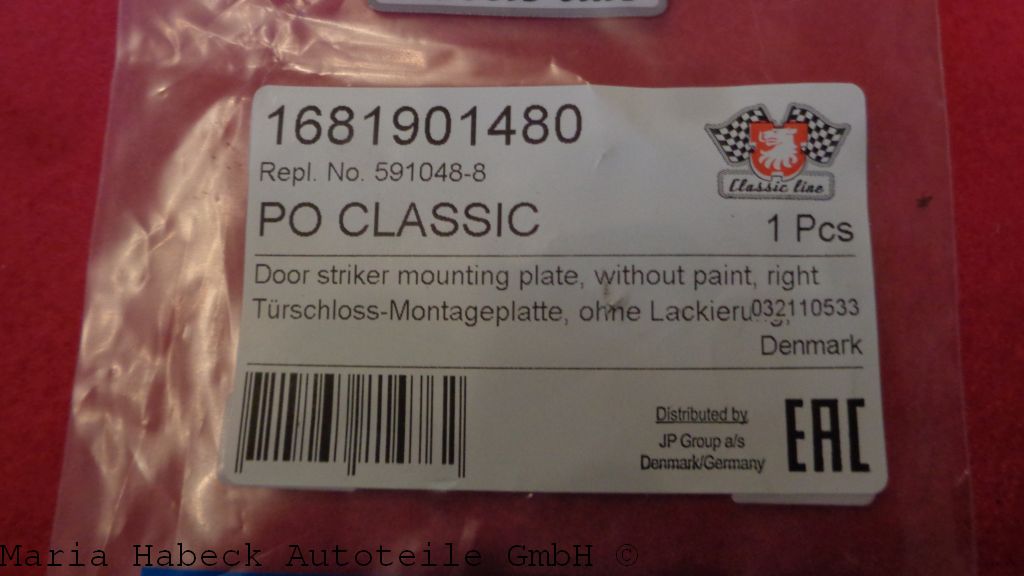 1681901480
Repl. No. 591048-8
PO CLASSIC
Classic line
1 Pcs
Door striker mounting plate, without paint, right
Türschloss-Montageplatte, ohne
032110533
Denmark
Distributed by
JP Group a/s
Denmark/Germany
EAC
Maria Habeck Autoteile GmbH ©